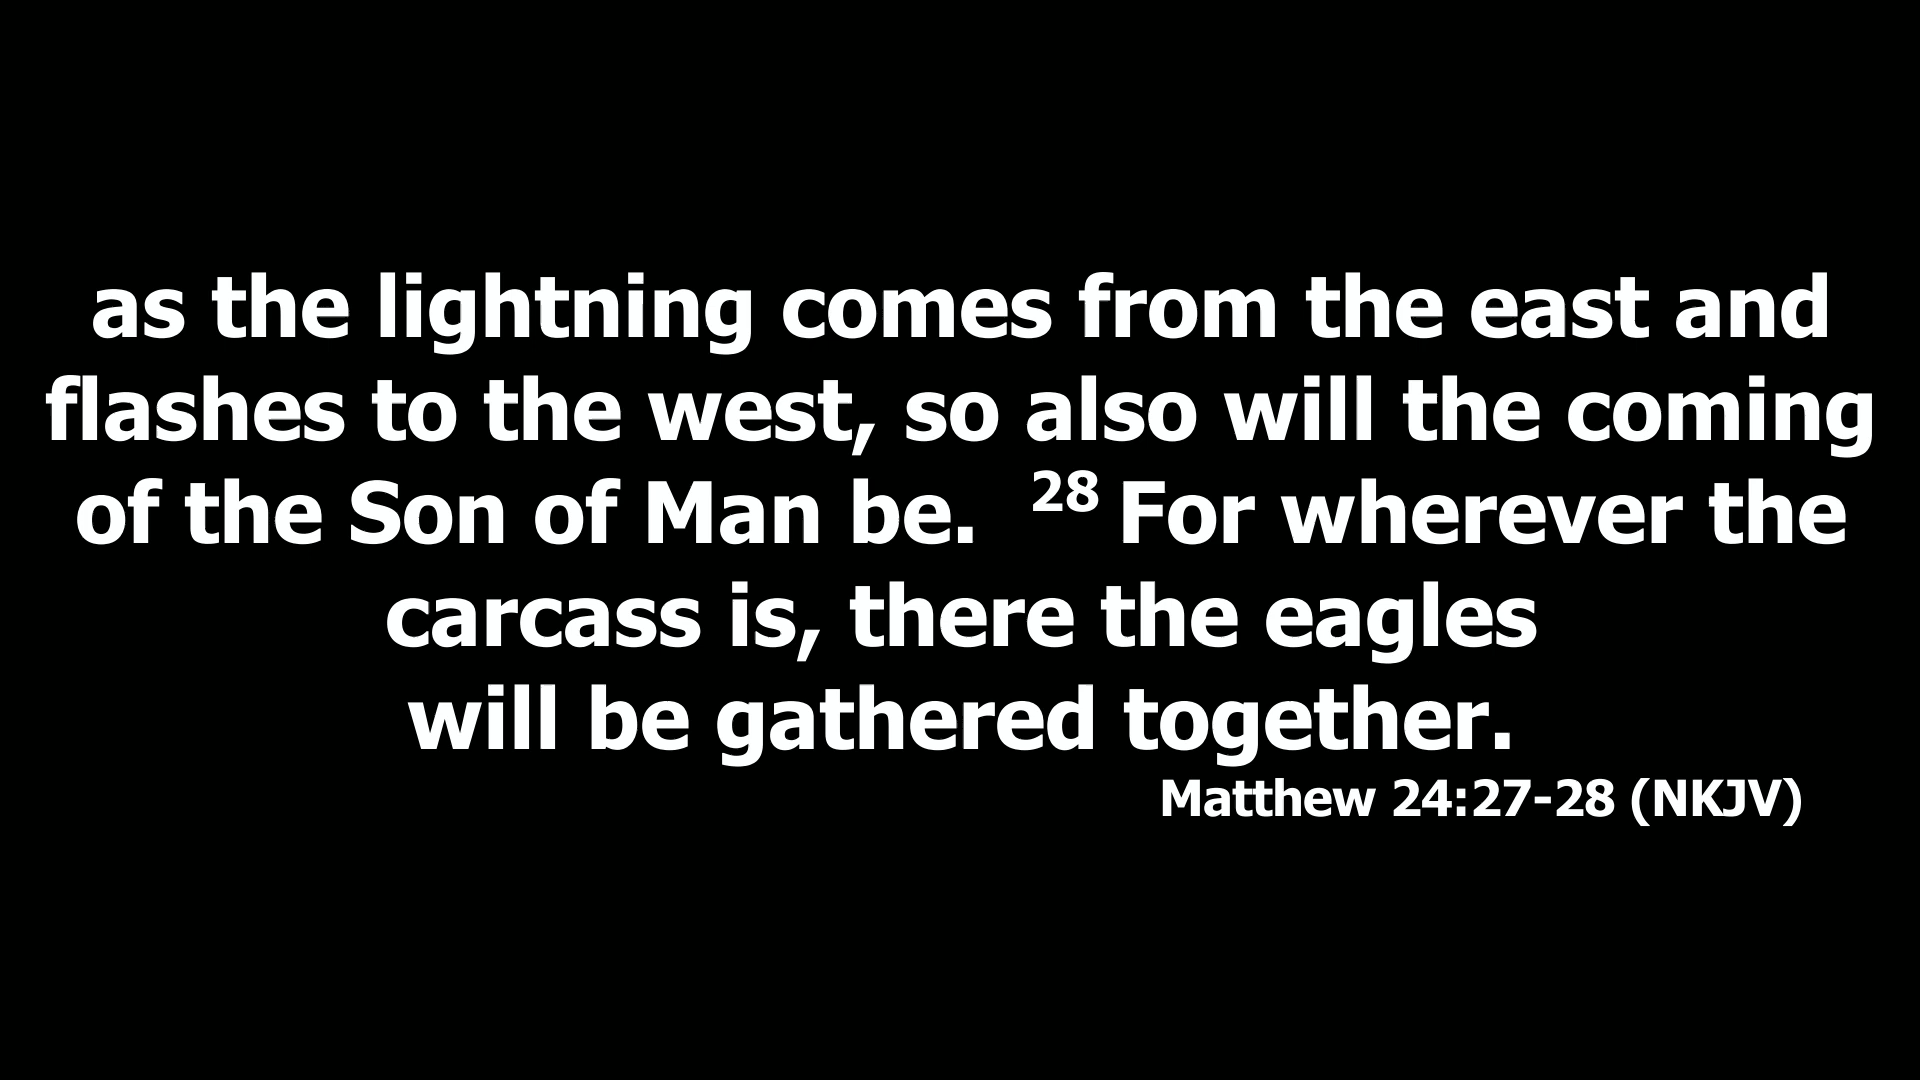 as the lightning comes from the east and
flashes to the west, so also will the coming
of the Son of Man be. 28 For wherever the
carcass is, there the eagles
will be gathered together.
Matthew 24:27-28 (NKJV)